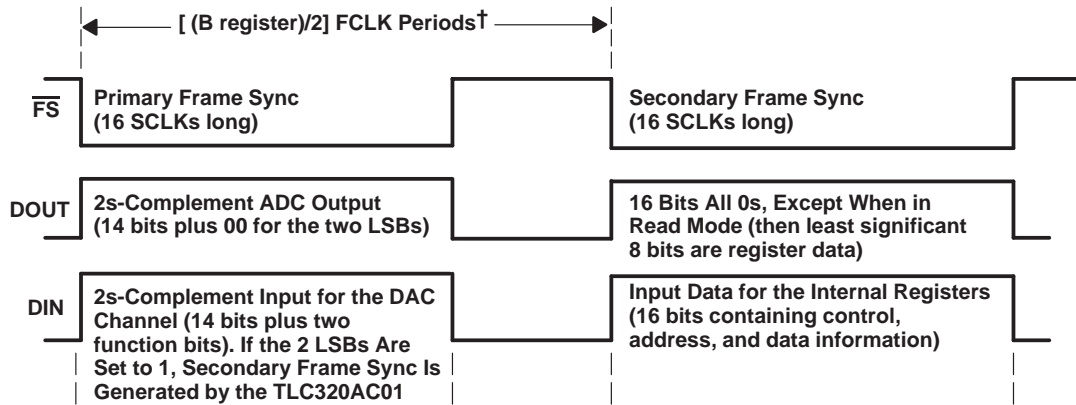 [ (B register)/2] FCLK Periods†
FS
Primary Frame Sync
(16 SCLKs long)
Secondary Frame Sync
(16 SCLKs long)
DOUT
2s-Complement ADC Output
(14 bits plus 00 for the two LSBs)
16 Bits All 0s, Except When in
Read Mode (then least significant
8 bits are register data)
DIN
2s-Complement Input for the DAC
Channel (14 bits plus two
function bits). If the 2 LSBs Are
Set to 1, Secondary Frame Sync Is
Generated by the TLC320AC01
Input Data for the Internal Registers
(16 bits containing control,
address, and data information)